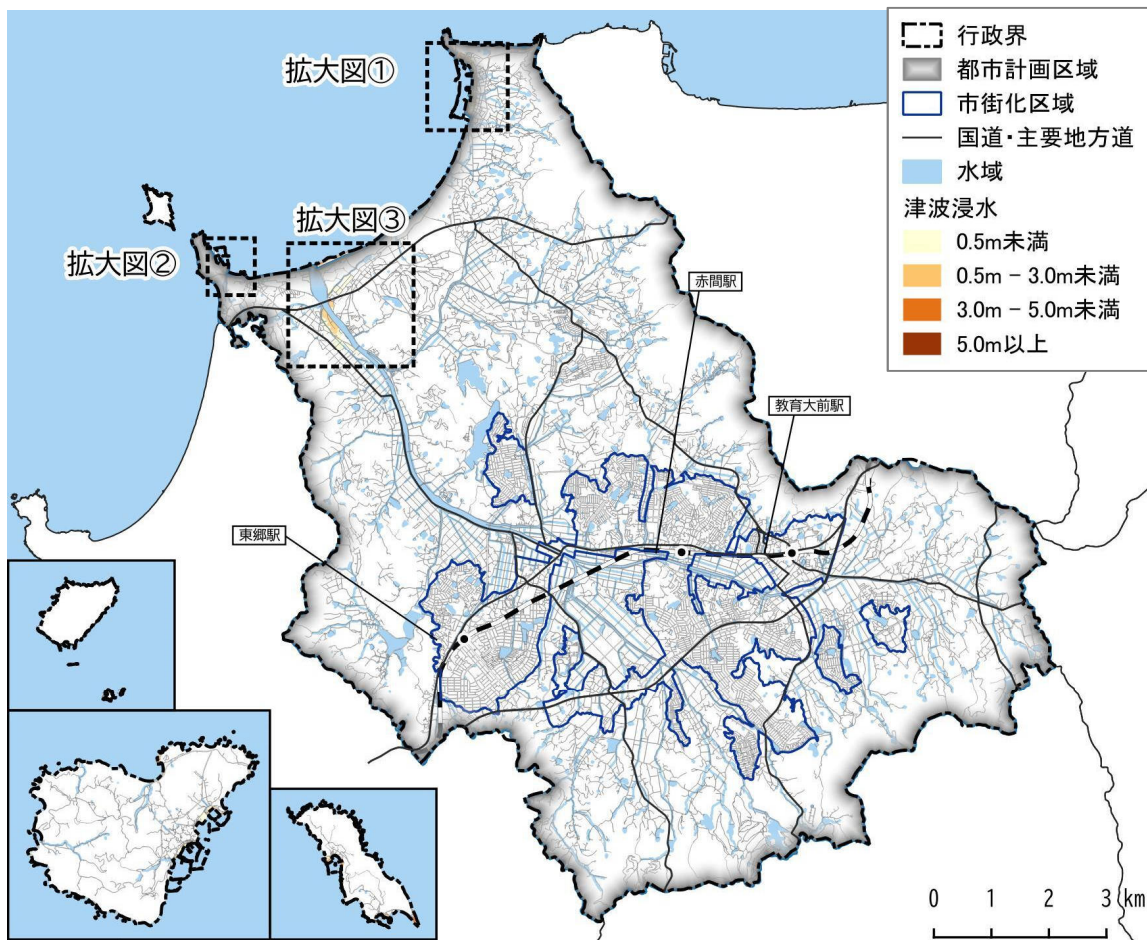 拡大図①
拡大図②
拡大図③
赤間駅
教育大前駅
東郷駅
行政界
都市計画区域
市街化区域
国道・主要地方道
水域
津波浸水
0.5m未満
0.5m - 3.0m未満
3.0m - 5.0m未満
5.0m以上
0 1 2 3 km